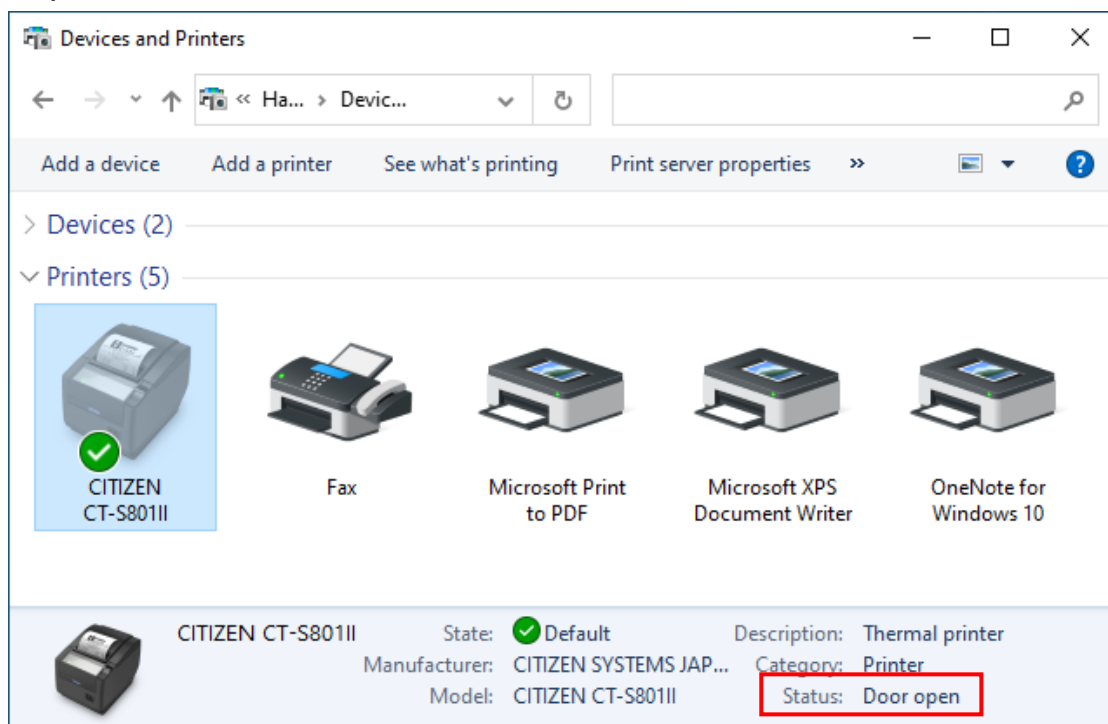 Devices and Printers
« Ha... › Devic...
Add a device Add a printer See what's printing Print server properties »
Devices (2)
Printers (5)
CITIZEN
CT-S801II
Fax
Microsoft Print
to PDF
Microsoft XPS
Document Writer
OneNote for
Windows 10
CITIZEN CT-S801II State: Default Description: Thermal printer
Manufacturer: CITIZEN SYSTEMS JAP... Category: Printer
Model: CITIZEN CT-S801II Status: Door open